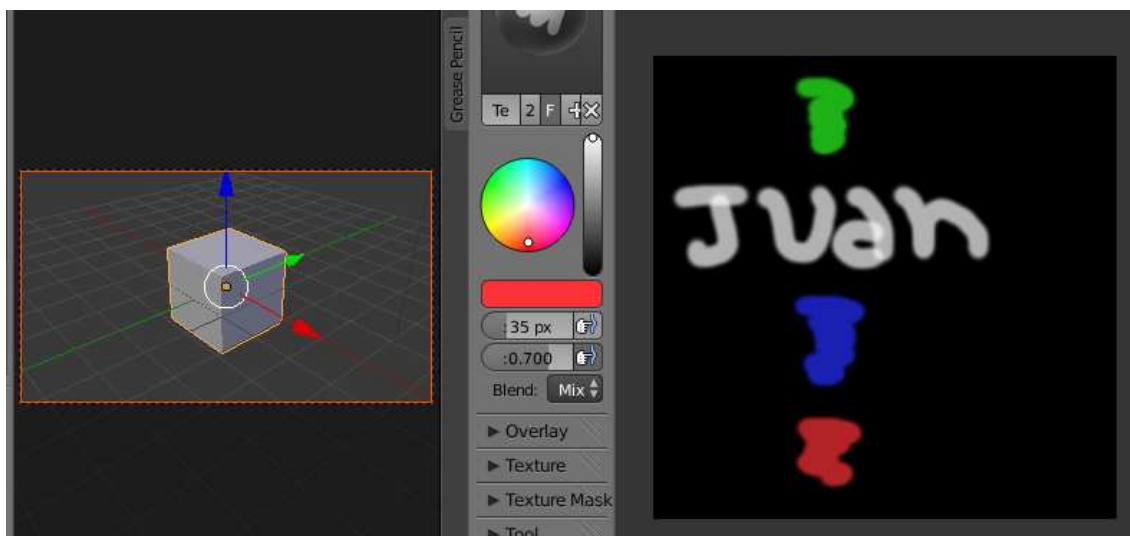 Grease Pencil
Te 2 F
:35 px
:0.700
Blend: Mix
Overlay
Texture
Texture Mask
Tool
Juan